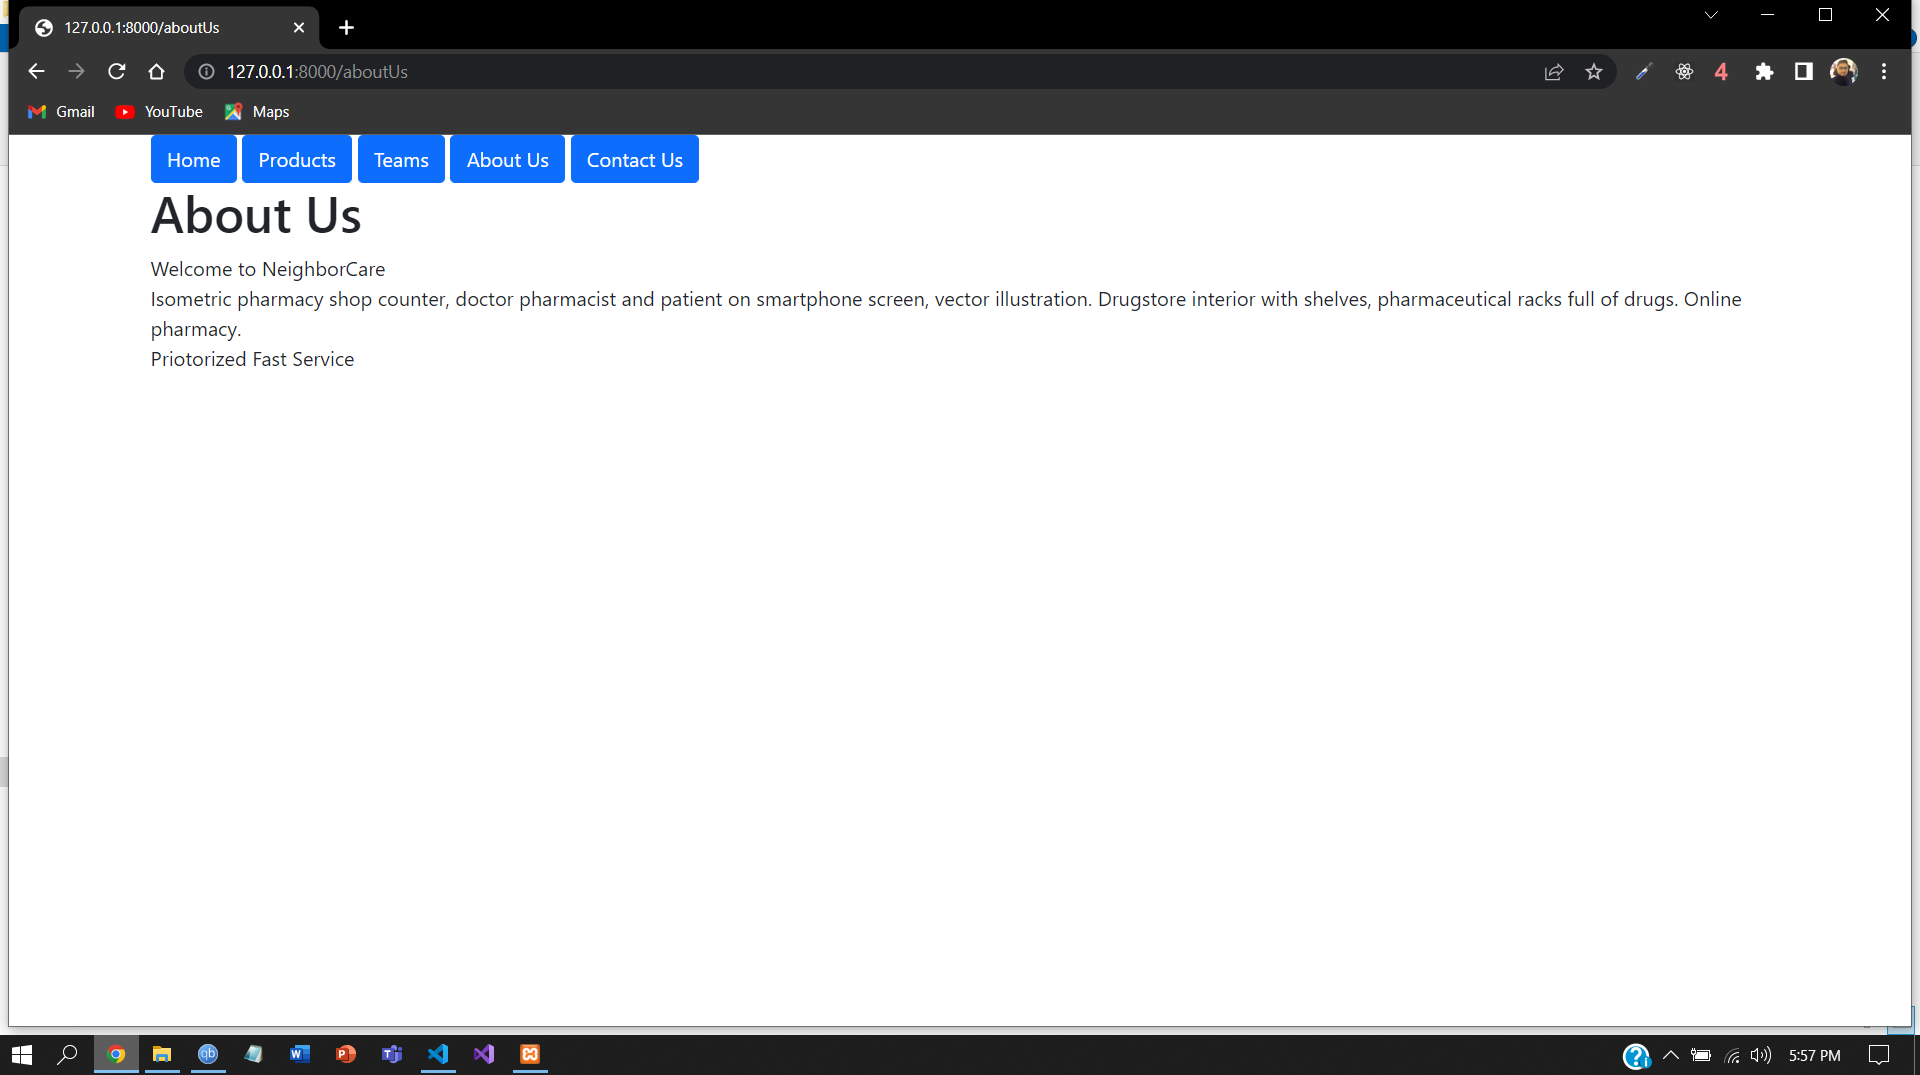 127.0.0.1:8000/aboutUs
127.0.0.1:8000/aboutUs
4
Gmail YouTube Maps
Home Products Teams About Us Contact Us
About Us
Welcome to NeighborCare
Isometric pharmacy shop counter, doctor pharmacist and patient on smartphone screen, vector illustration. Drugstore interior with shelves, pharmaceutical racks full of drugs. Online
pharmacy.
Priotorized Fast Service
qb W P T 5:57 PM